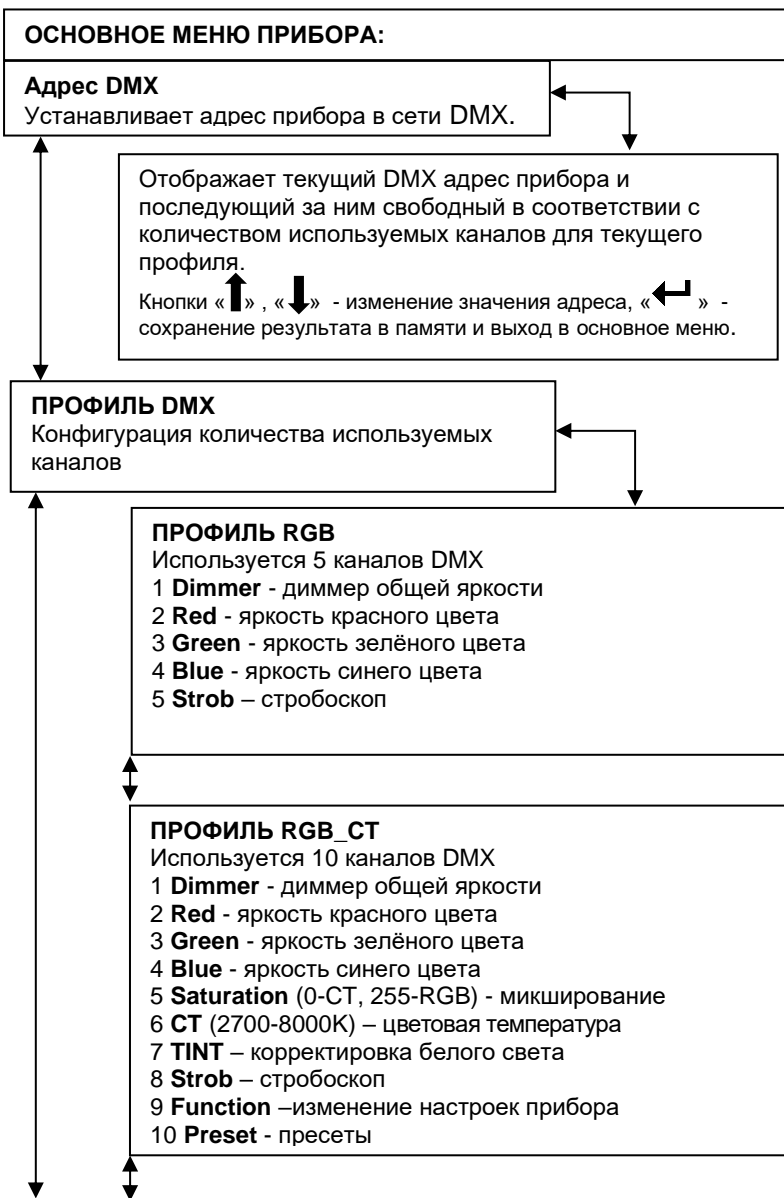 ОСНОВНОЕ МЕНЮ ПРИБОРА:
Адрес DMX
Устанавливает адрес прибора в сети DMX.
Отображает текущий DMX адрес прибора и
последующий за ним свободный в соответствии с
количеством используемых каналов для текущего
профиля.
Кнопки «⬆» , «⬇» - изменение значения адреса, «↵ » -
сохранение результата в памяти и выход в основное меню.
ПРОФИЛЬ DMX
Конфигурация количества используемых
каналов
ПРОФИЛЬ RGB
Используется 5 каналов DMX
1 Dimmer - диммер общей яркости
2 Red - яркость красного цвета
3 Green - яркость зелёного цвета
4 Blue - яркость синего цвета
5 Strob – стробоскоп
ПРОФИЛЬ RGB_CT
Используется 10 каналов DMX
1 Dimmer - диммер общей яркости
2 Red - яркость красного цвета
3 Green - яркость зелёного цвета
4 Blue - яркость синего цвета
5 Saturation (0-CT, 255-RGB) - микширование
6 CT (2700-8000K) – цветовая температура
7 TINT – корректировка белого света
8 Strob – стробоскоп
9 Function –изменение настроек прибора
10 Preset - пресеты